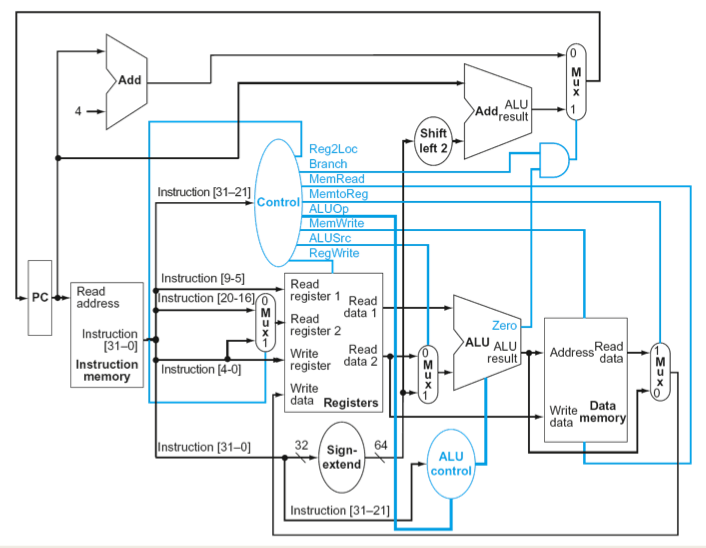 0
M
u
x
1
Add
4
Add
ALU
result
Shift
left 2
Reg2Loc
Branch
MemRead
MemtoReg
ALUOp
MemWrite
ALUSrc
RegWrite
Instruction [31–21]
Control
PC
Read
address
Instruction
[31–0]
Instruction
memory
Instruction [9-5]
Instruction [20-16]
0
M
u
x
1
Instruction [4-0]
Read
register 1
Read
data 1
Read
register 2
Write
register
Read
data 2
Write
data
Registers
0
M
u
x
1
Zero
ALU
ALU
result
Address
Read
data
Write
data
Data
memory
1
M
u
x
0
Instruction [31–0]
32
Sign-
extend
64
ALU
control
Instruction [31–21]